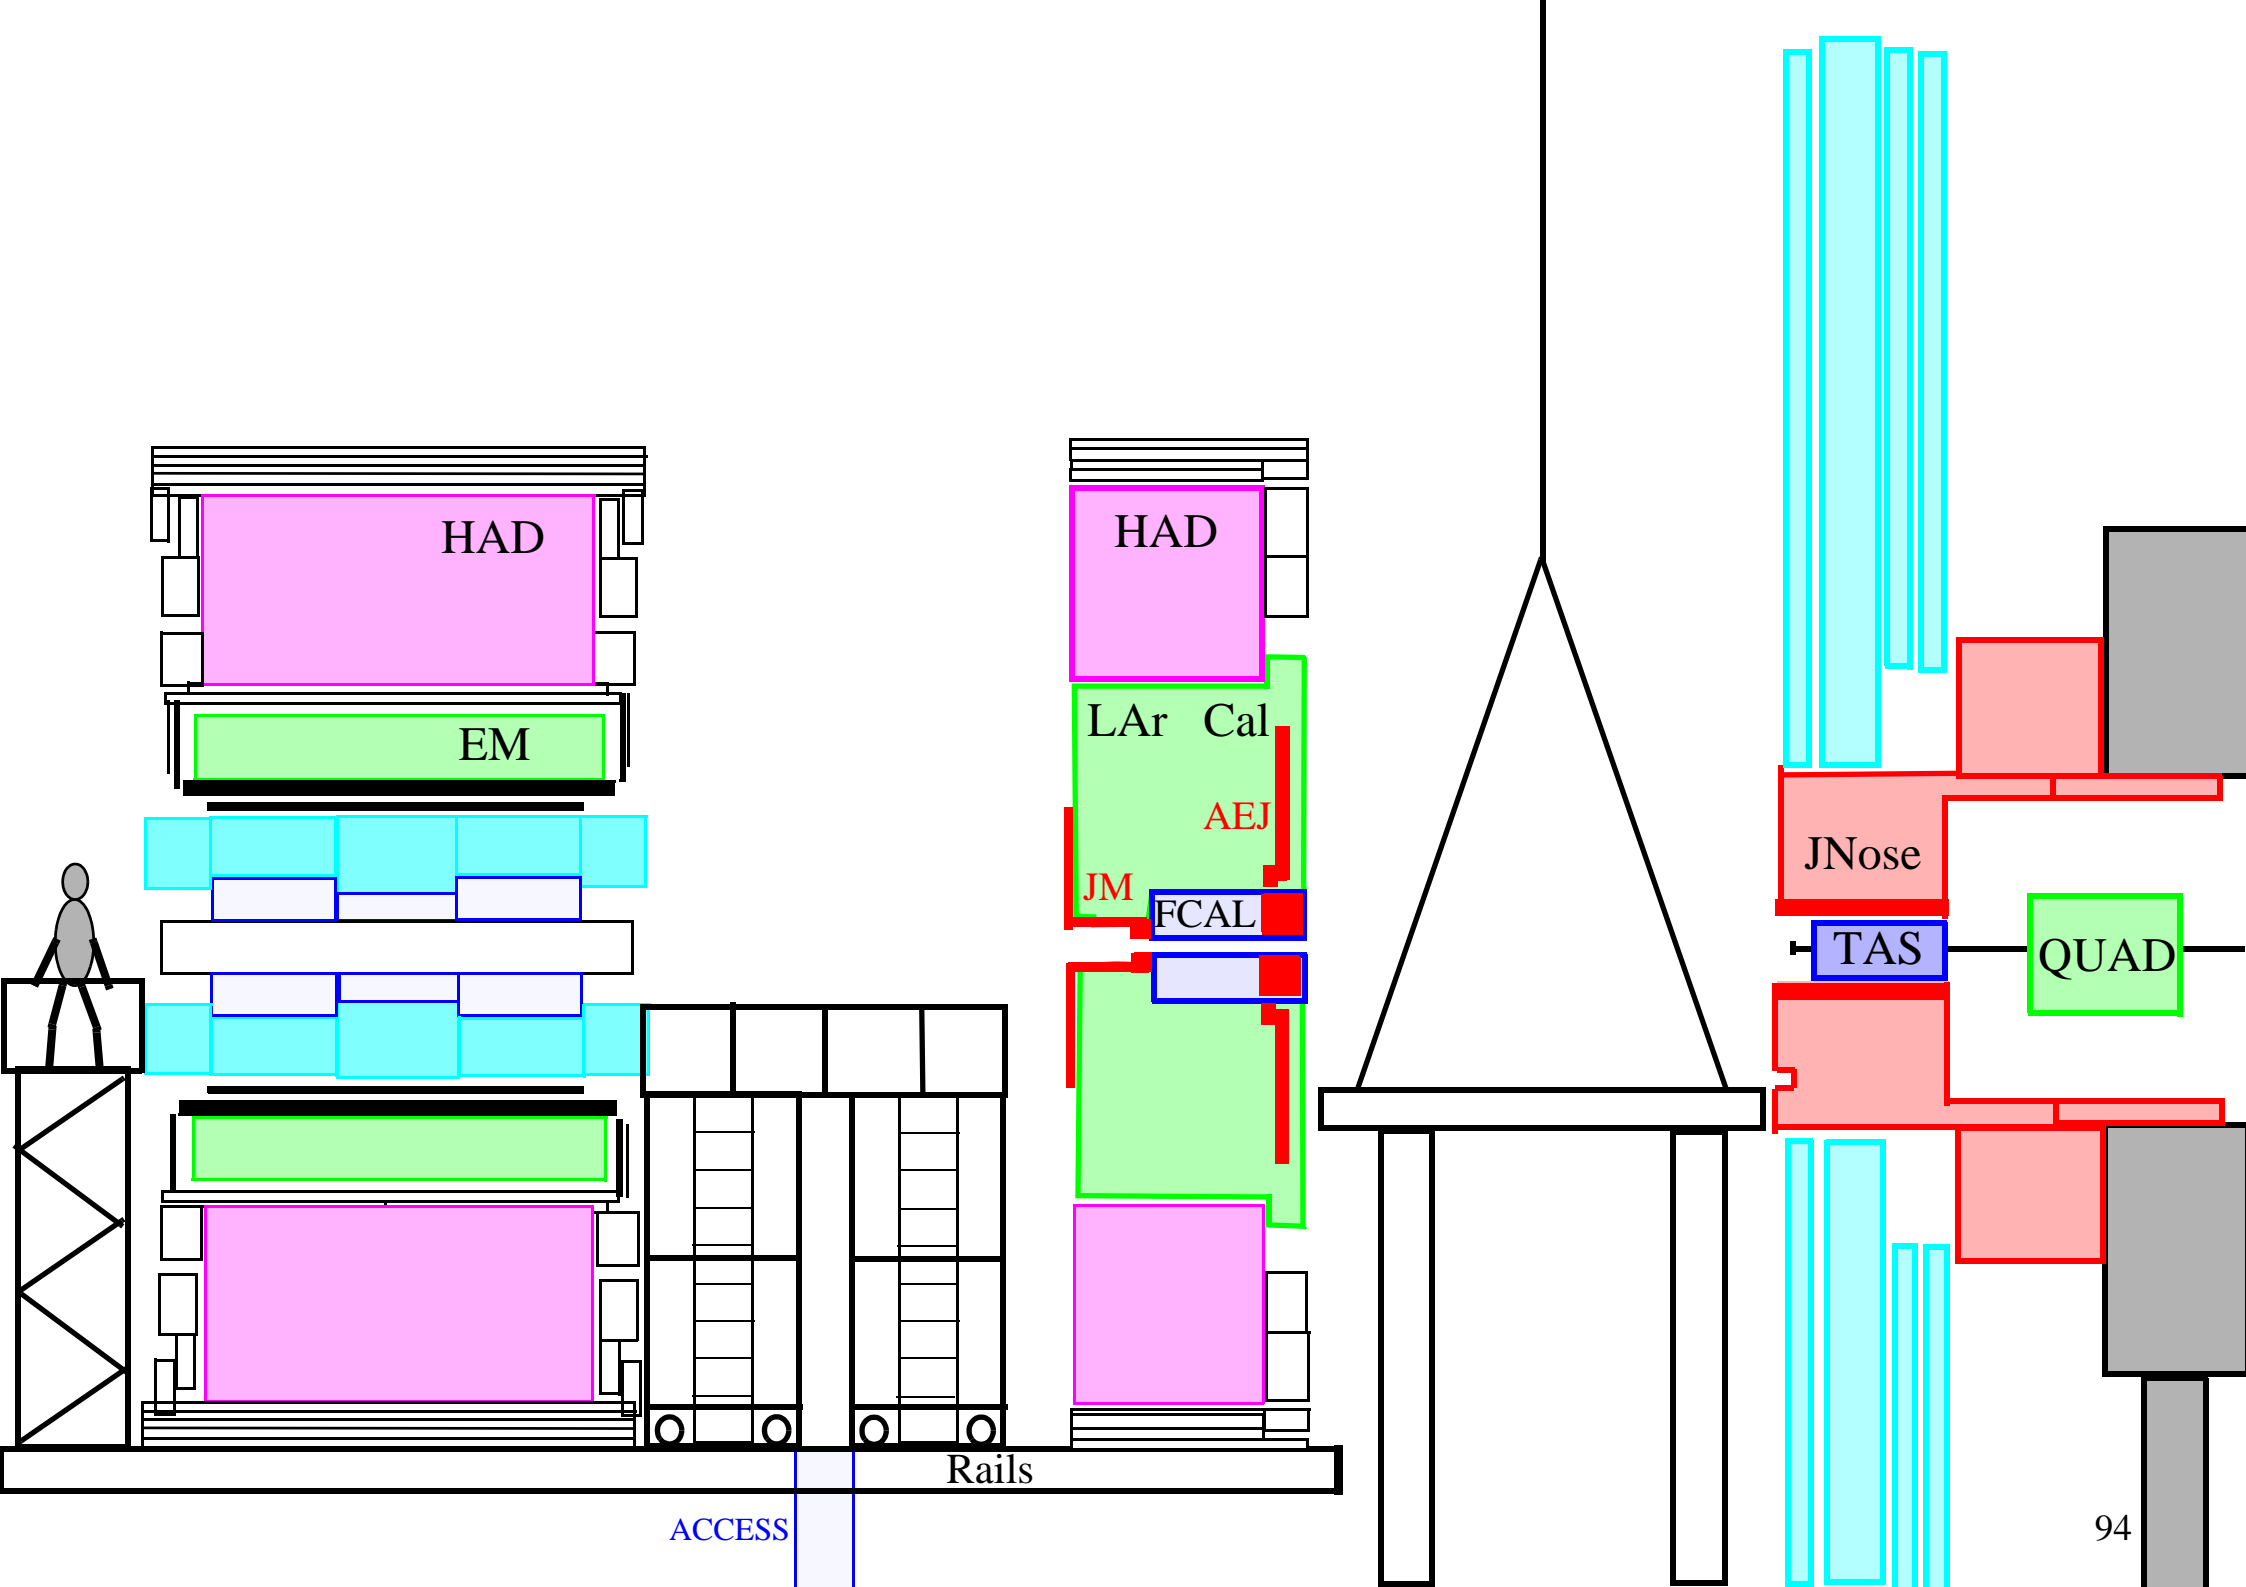 HAD
HAD
LAr Cal
EM
AEJ
JNose
JM
FCAL
TAS
QUAD
Rails
ACCESS
94